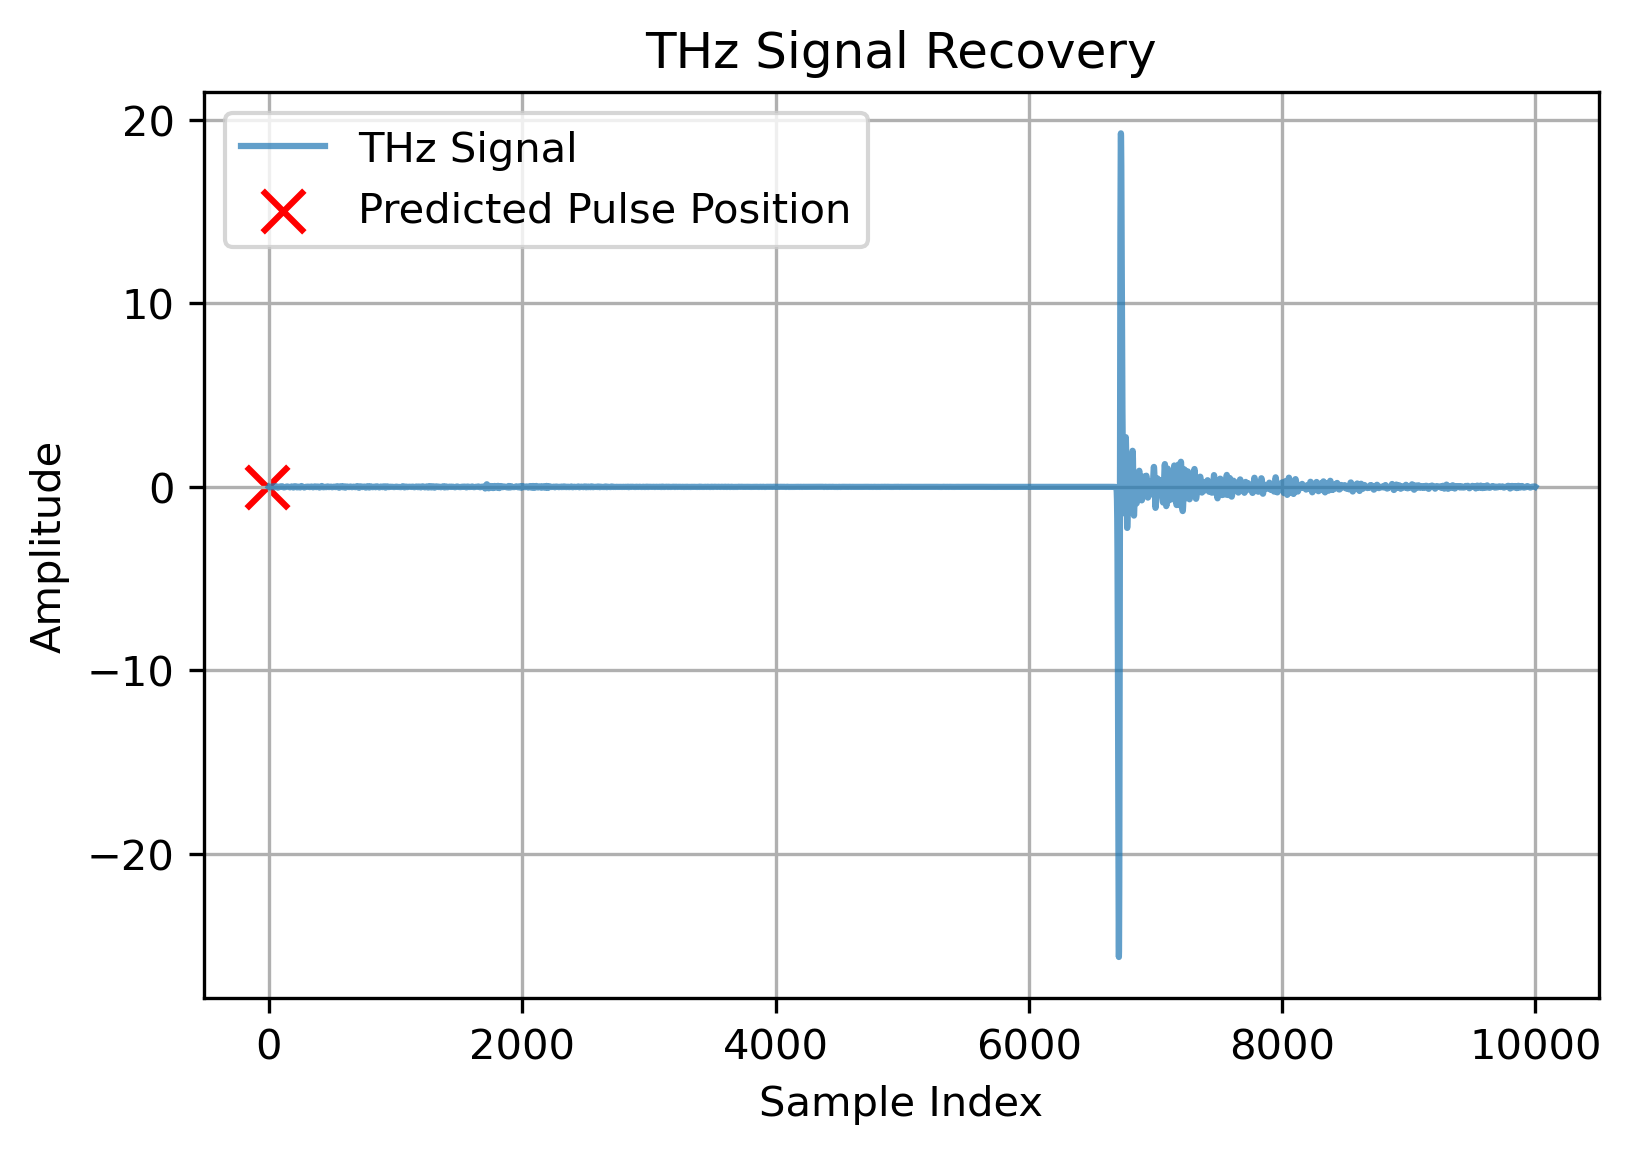 THz Signal Recovery
THz Signal
Predicted Pulse Position
20
10
0
−10
−20
Amplitude
0 2000 4000 6000 8000 10000
Sample Index